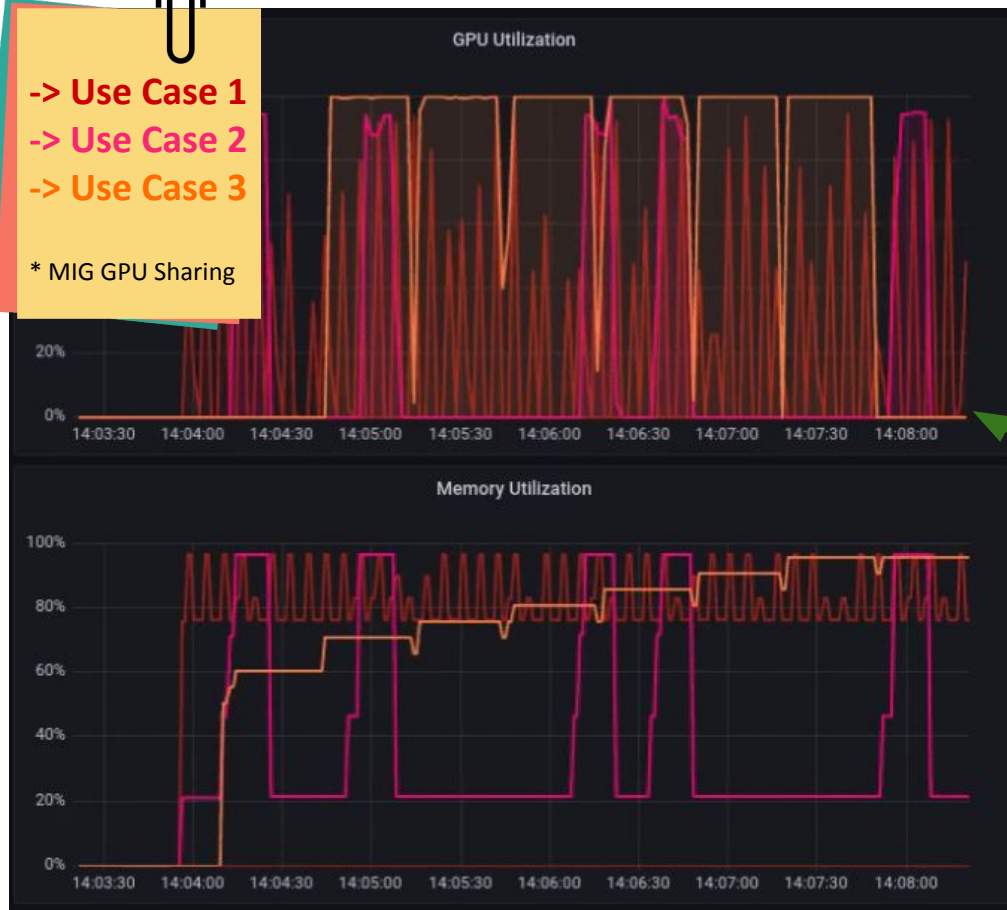 -> Use Case 1
-> Use Case 2
-> Use Case 3
* MIG GPU Sharing
GPU Utilization
20%
0%
14:03:30 14:04:00 14:04:30 14:05:00 14:05:30 14:06:00 14:06:30 14:07:00 14:07:30 14:08:00
Memory Utilization
100%
80%
60%
40%
20%
0%
14:03:30 14:04:00 14:04:30 14:05:00 14:05:30 14:06:00 14:06:30 14:07:00 14:07:30 14:08:00